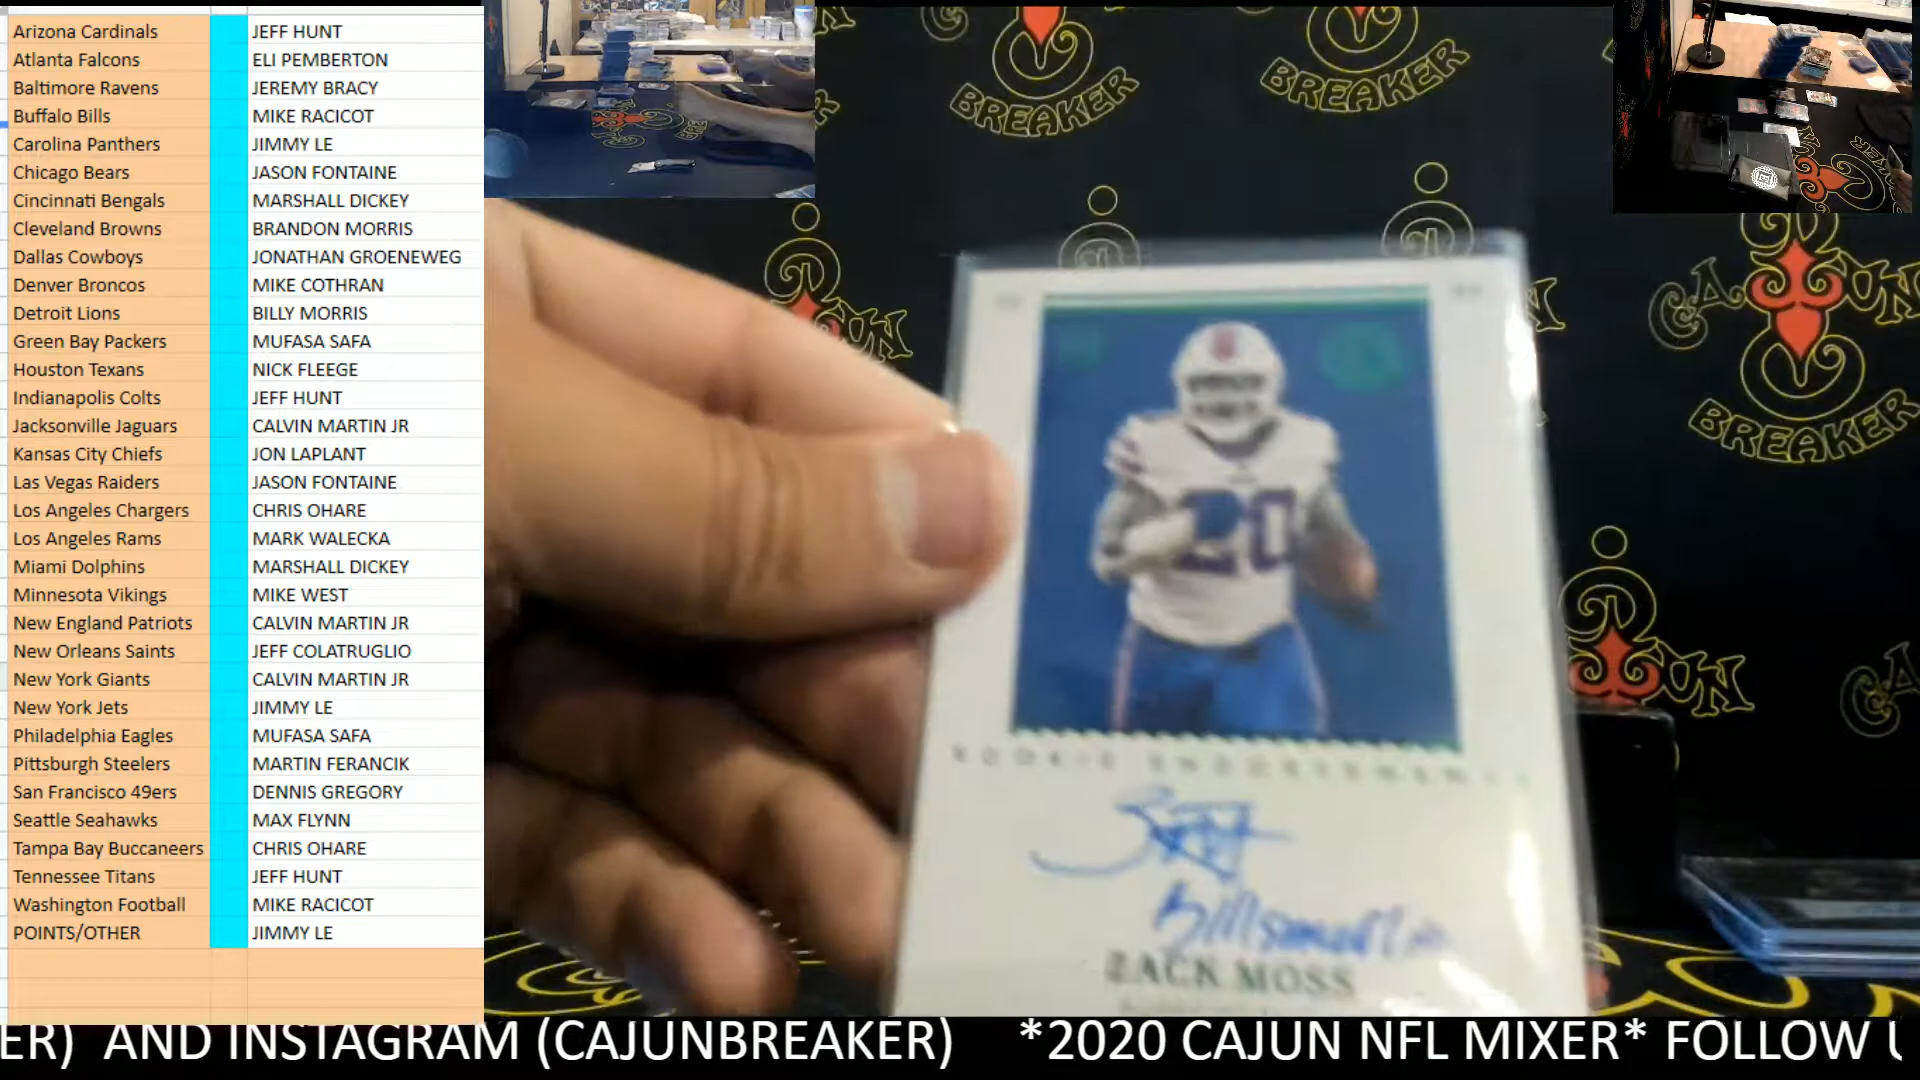 Arizona Cardinals JEFF HUNT
Atlanta Falcons ELI PEMBERTON
Baltimore Ravens JEREMY BRACY
Buffalo Bills MIKE RACICOT
Carolina Panthers JIMMY LE
Chicago Bears JASON FONTAINE
Cincinnati Bengals MARSHALL DICKEY
Cleveland Browns BRANDON MORRIS
Dallas Cowboys JONATHAN GROENEWEG
Denver Broncos MIKE COTHRAN
Detroit Lions BILLY MORRIS
Green Bay Packers MUFASA SAFA
Houston Texans NICK FLEEGE
Indianapolis Colts JEFF HUNT
Jacksonville Jaguars CALVIN MARTIN JR
Kansas City Chiefs JON LAPLANT
Las Vegas Raiders JASON FONTAINE
Los Angeles Chargers CHRIS OHARE
Los Angeles Rams MARK WALECKA
Miami Dolphins MARSHALL DICKEY
Minnesota Vikings MIKE WEST
New England Patriots CALVIN MARTIN JR
New Orleans Saints JEFF COLATRUGLIO
New York Giants CALVIN MARTIN JR
New York Jets JIMMY LE
Philadelphia Eagles MUFASA SAFA
Pittsburgh Steelers MARTIN FERANCIK
San Francisco 49ers DENNIS GREGORY
Seattle Seahawks MAX FLYNN
Tampa Bay Buccaneers CHRIS OHARE
Tennessee Titans JEFF HUNT
Washington Football MIKE RACICOT
POINTS/OTHER JIMMY LE
BREAKER
BREAKER
CAJUN
BREAKER
20
ROOKIE ENDORSEMENTS
ZACK MOSS
ER) AND INSTAGRAM (CAJUNBREAKER) *2020 CAJUN NFL MIXER* FOLLOW U